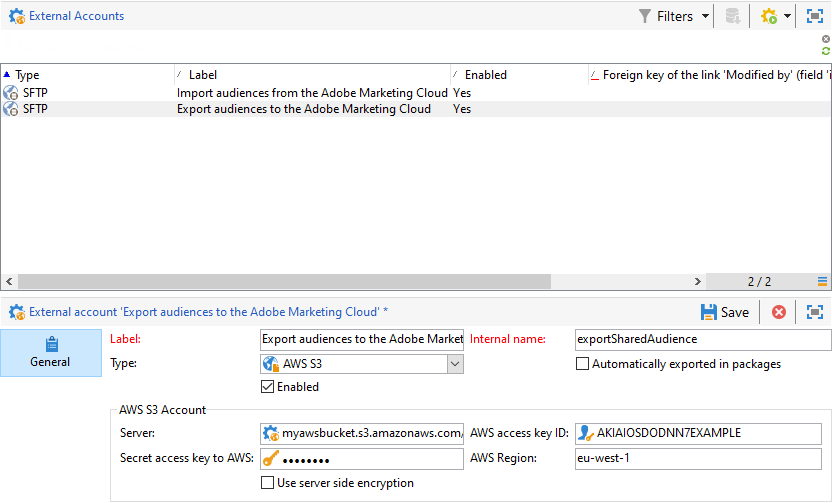 External Accounts
Filters
Type Label Enabled Foreign key of the link 'Modified by' (field 'i
SFTP Import audiences from the Adobe Marketing Cloud Yes
SFTP Export audiences to the Adobe Marketing Cloud Yes
2 / 2
External account 'Export audiences to the Adobe Marketing Cloud' *
Save
General
Label: Export audiences to the Adobe Market Internal name: exportSharedAudience
Type: AWS S3 Automatically exported in packages
Enabled
AWS S3 Account
Server: myawsbucket.s3.amazonaws.com/ AWS access key ID: AKIAIOSDODNN7EXAMPLE
Secret access key to AWS: •••••••• AWS Region: eu-west-1
Use server side encryption